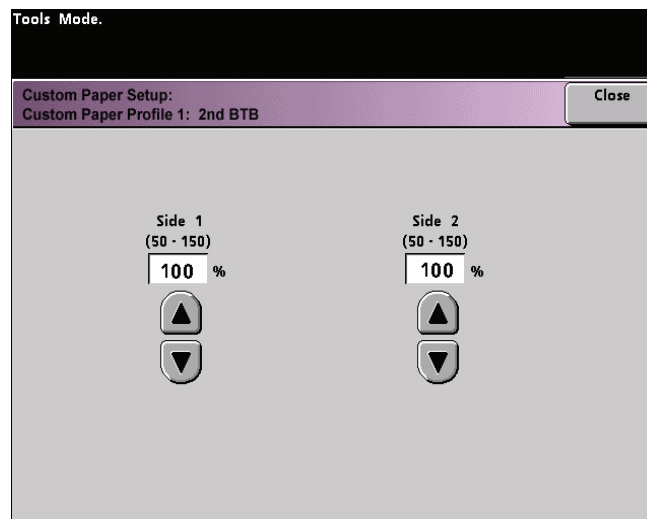 Tools Mode.
Custom Paper Setup:
Custom Paper Profile 1: 2nd BTB
Close
Side 1
(50 - 150)
100 %
Side 2
(50 - 150)
100 %